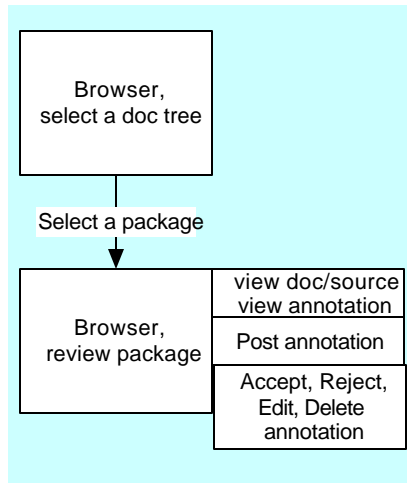 Browser,
select a doc tree
Select a package
Browser,
review package
view doc/source
view annotation
Post annotation
Accept, Reject,
Edit, Delete
annotation